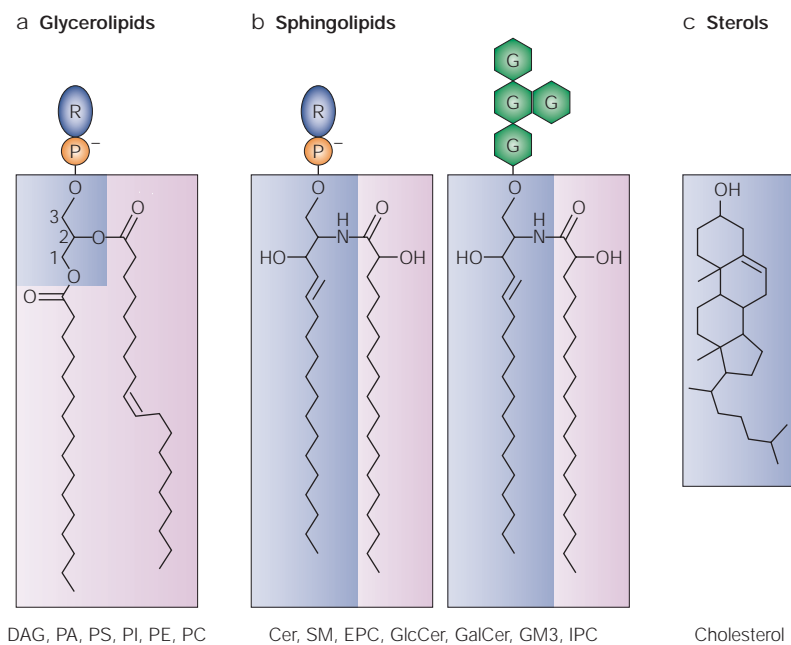 a Glycerolipids
b Sphingolipids
c Sterols
R
P −
O
3
2
1
O
O
O
O
R
P −
O
H
N
O
HO
OH
G
G G
G
O
H
N
O
HO
OH
OH
DAG, PA, PS, PI, PE, PC
Cer, SM, EPC, GlcCer, GalCer, GM3, IPC
Cholesterol